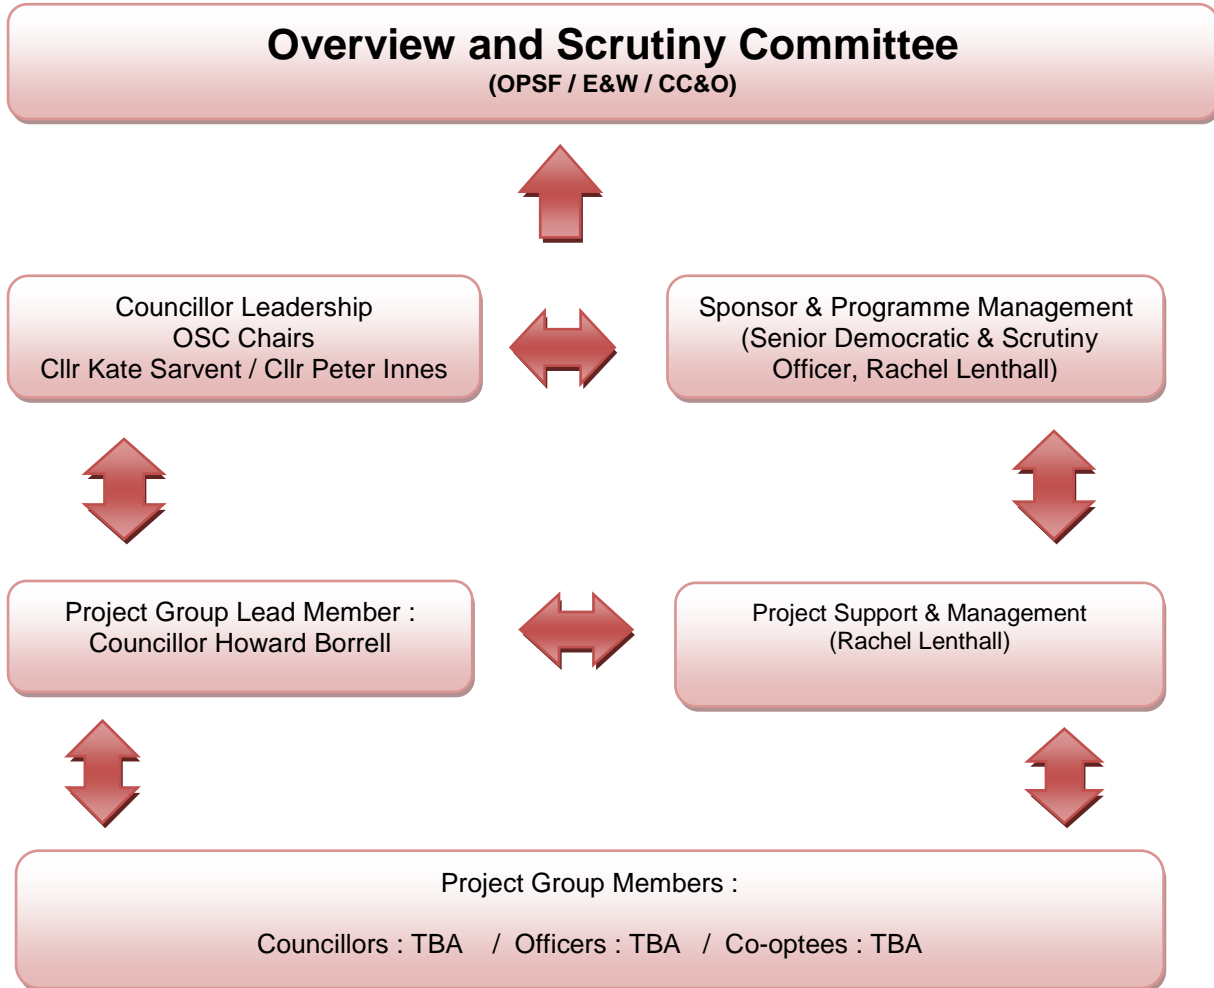 Overview and Scrutiny Committee
(OPSF / E&W / CC&O)
Councillor Leadership
OSC Chairs
Cllr Kate Sarvent / Cllr Peter Innes
Sponsor & Programme Management
(Senior Democratic & Scrutiny
Officer, Rachel Lenthall)
Project Group Lead Member :
Councillor Howard Borrell
Project Support & Management
(Rachel Lenthall)
Project Group Members :
Councillors : TBA / Officers : TBA / Co-optees : TBA